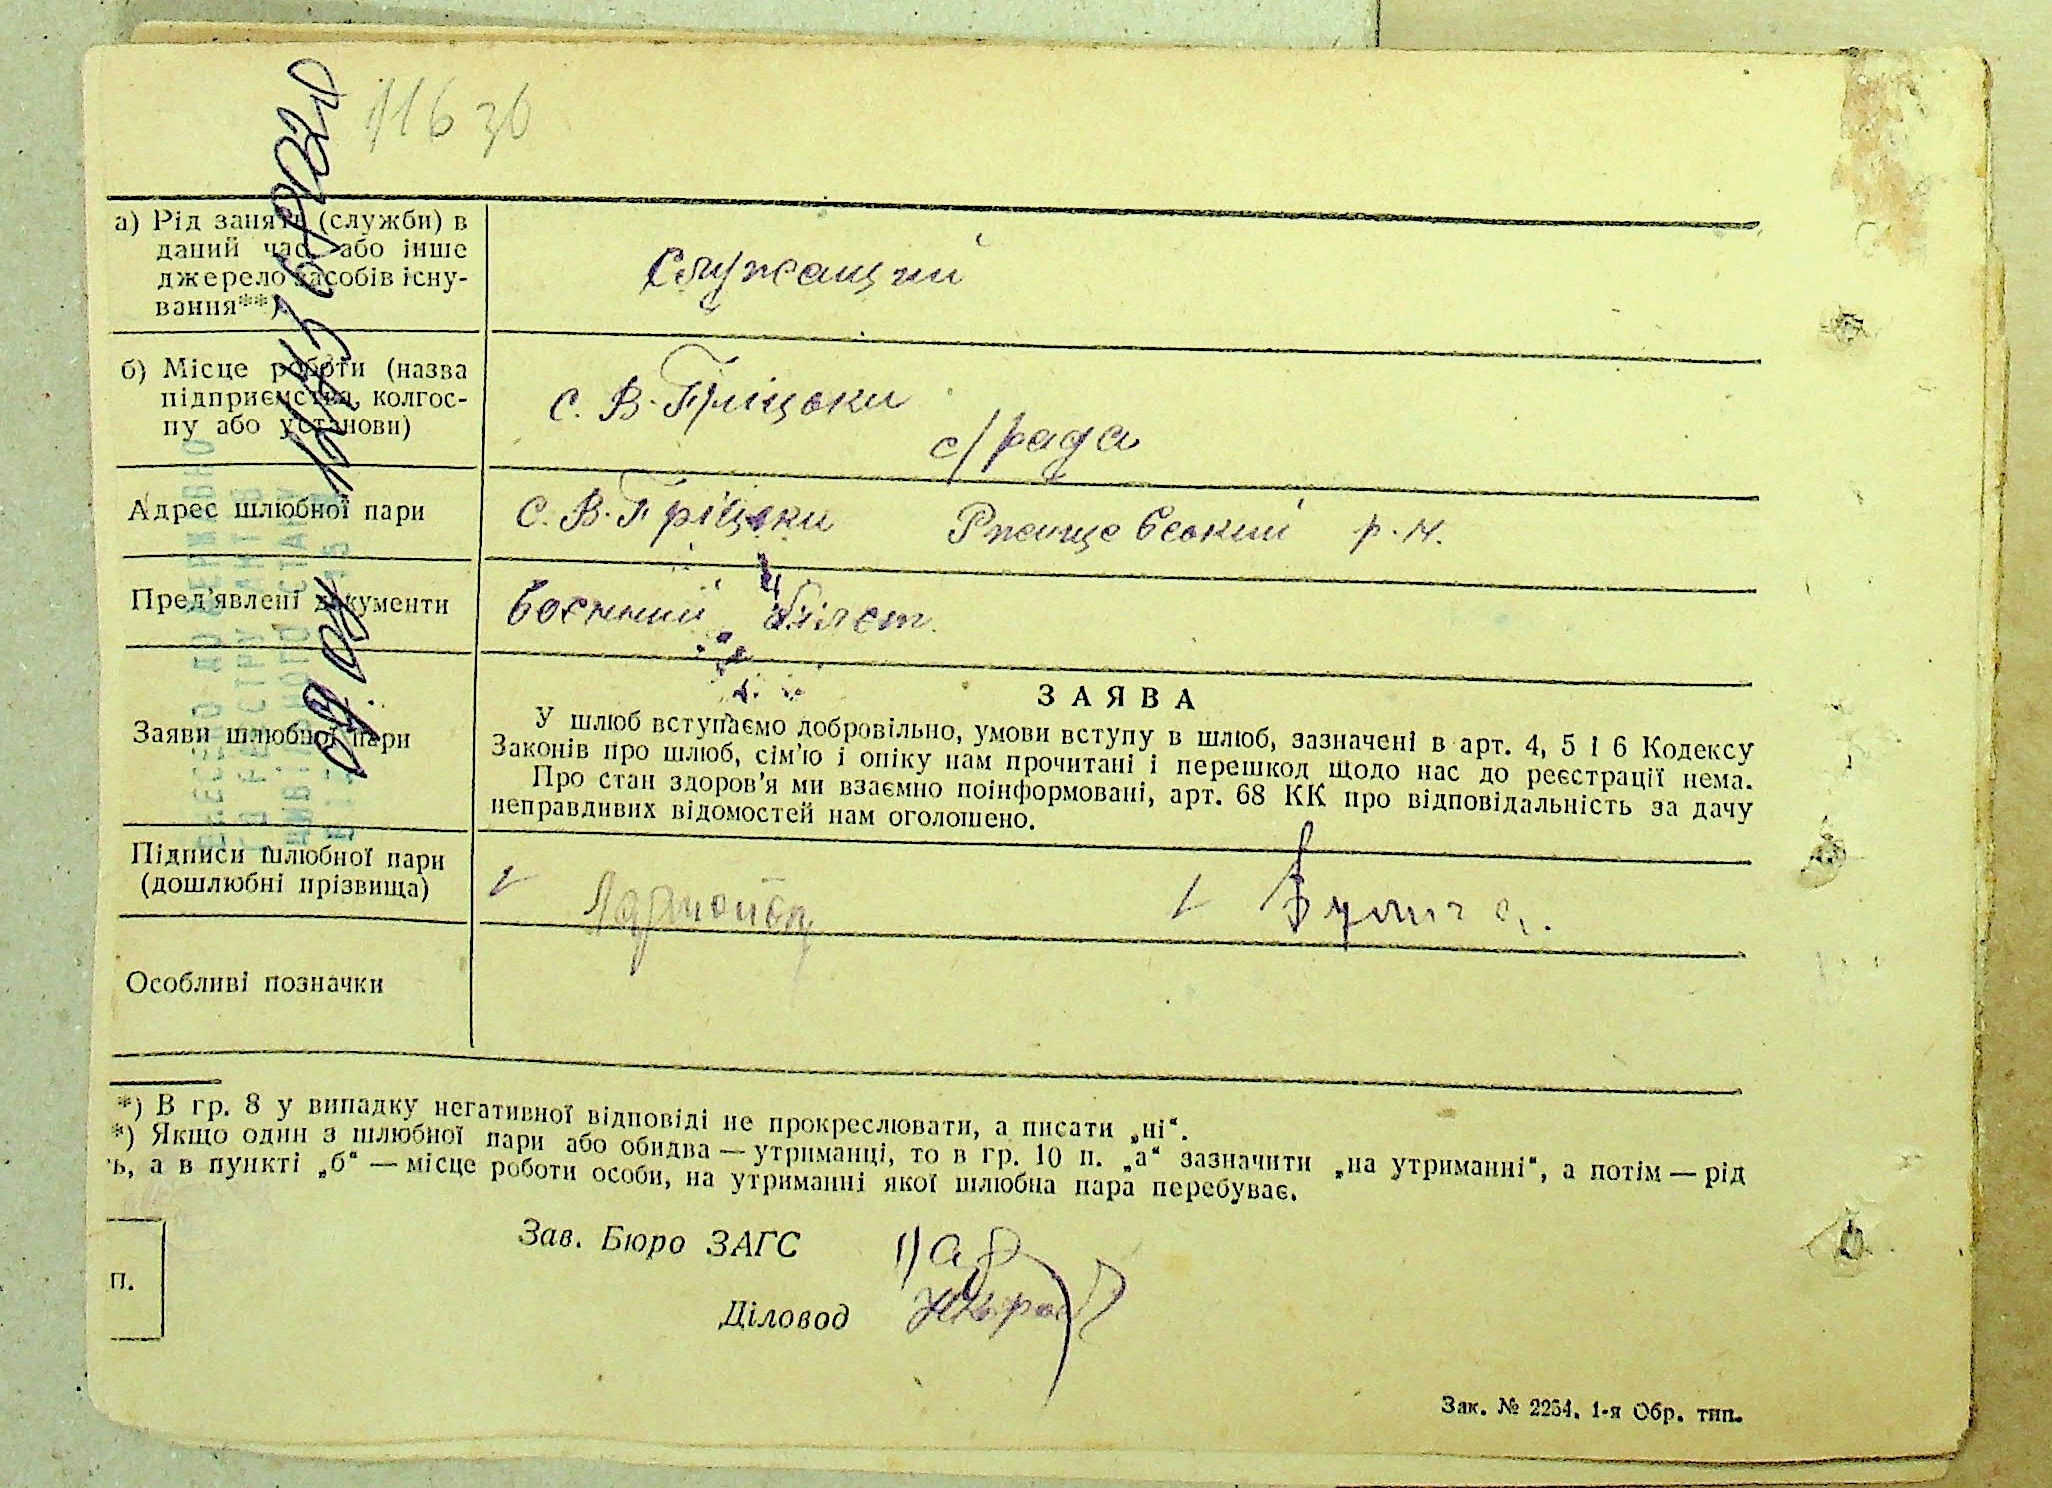 116 зв
а) Рід занять (служби) в
даний час або інше
джерело засобів існу-
вання**)
Служащий
б) Місце роботи (назва
підприємства, колгос-
пу або установи)
с. В-Пріцьки
с/рада
Адрес шлюбної пари
с. В-Пріцьки Ржищевський р-н.
Пред'явлені документи
военний білєт
Заяви шлюбної пари
ЗАЯВА
У шлюб вступаємо добровільно, умови вступу в шлюб, зазначені в арт. 4, 5 і 6 Кодексу
Законів про шлюб, сім'ю і опіку нам прочитані і перешкод щодо нас до реєстрації нема.
Про стан здоров'я ми взаємно поінформовані, арт. 68 КК про відповідальність за дачу
неправдивих відомостей нам оголошено.
Підписи шлюбної пари
(дошлюбні прізвища)
Особливі позначки
*) В гр. 8 у випадку негативної відповіді не прокреслювати, а писати „ні“.
*) Якщо один з шлюбної пари або обидва — утриманці, то в гр. 10 п. „а“ зазначити „на утриманні“, а потім — рід
ь, а в пункті „б“ — місце роботи особи, на утриманні якої шлюбна пара перебуває.
Зав. Бюро ЗАГС
п.
Діловод
Зак. № 2254. 1-я Обр. тип.